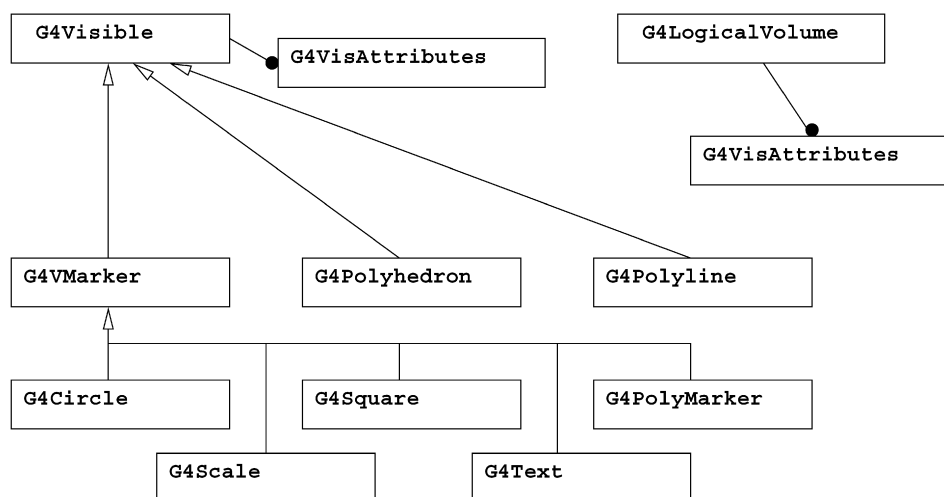 G4Visible
G4VisAttributes
G4LogicalVolume
G4VisAttributes
G4VMarker
G4Polyhedron
G4Polyline
G4Circle
G4Square
G4PolyMarker
G4Scale
G4Text